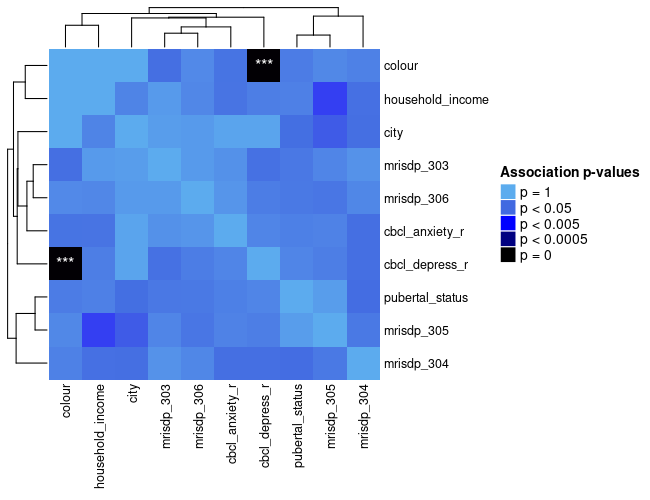 ***
colour
household_income
city
mrisdp_303
mrisdp_306
cbcl_anxiety_r
***
cbcl_depress_r
pubertal_status
mrisdp_305
mrisdp_304
Association p-values
p = 1
p < 0.05
p < 0.005
p < 0.0005
p = 0
colour
household_income
city
mrisdp_303
mrisdp_306
cbcl_anxiety_r
cbcl_depress_r
pubertal_status
mrisdp_305
mrisdp_304